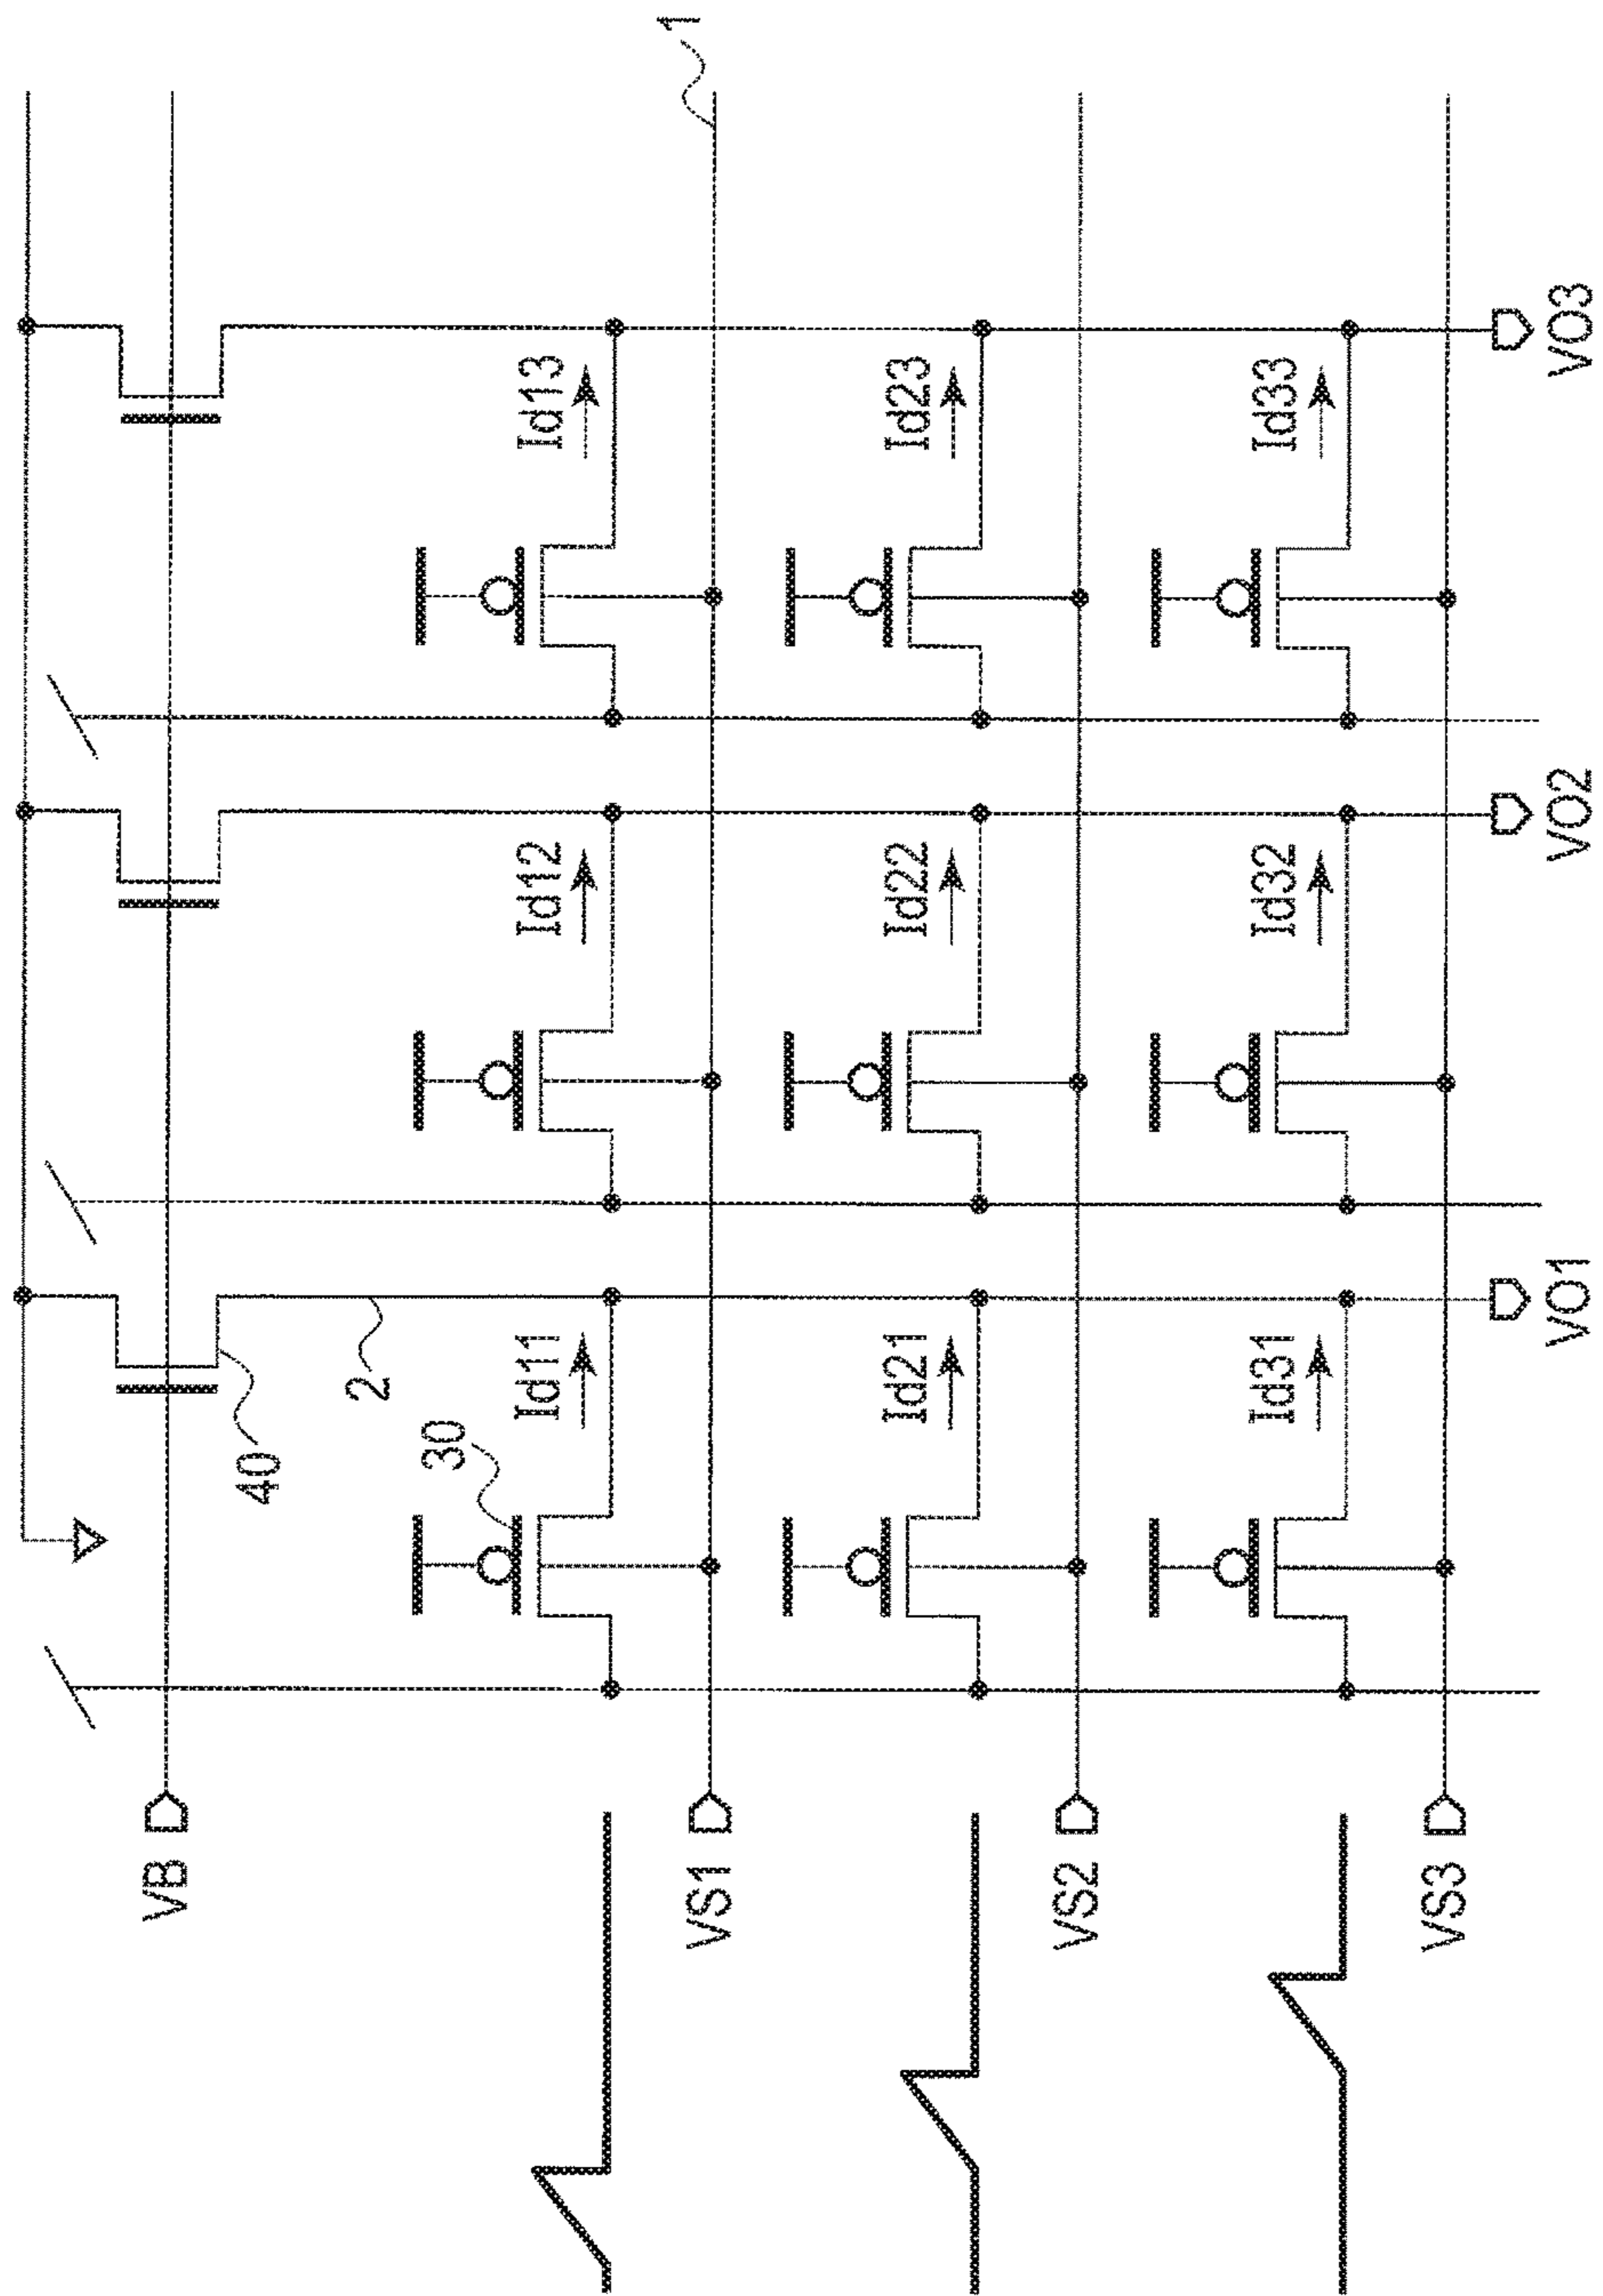 1
VB
40
2
30
Id11
Id12
Id13
VS1
Id21
Id22
Id23
VS2
Id31
Id32
Id33
VS3
VO1
VO2
VO3